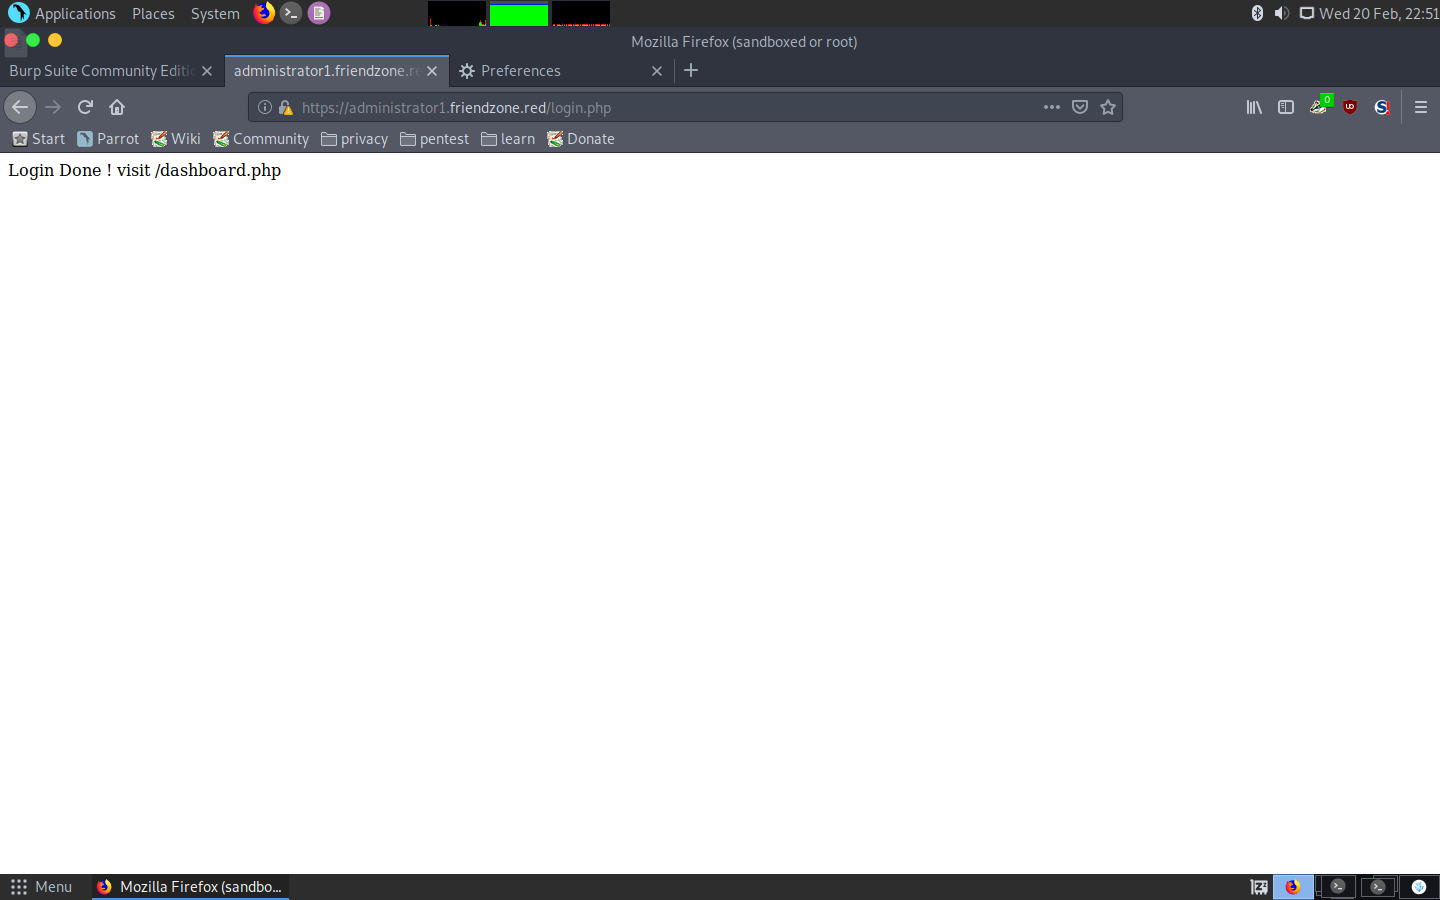 Applications Places System Wed 20 Feb, 22:51
Mozilla Firefox (sandboxed or root)
Burp Suite Community Editi administrator1.friendzone.re Preferences
https://administrator1.friendzone.red/login.php 0
Start Parrot Wiki Community privacy pentest learn Donate
Login Done ! visit /dashboard.php
Menu Mozilla Firefox (sandbo...